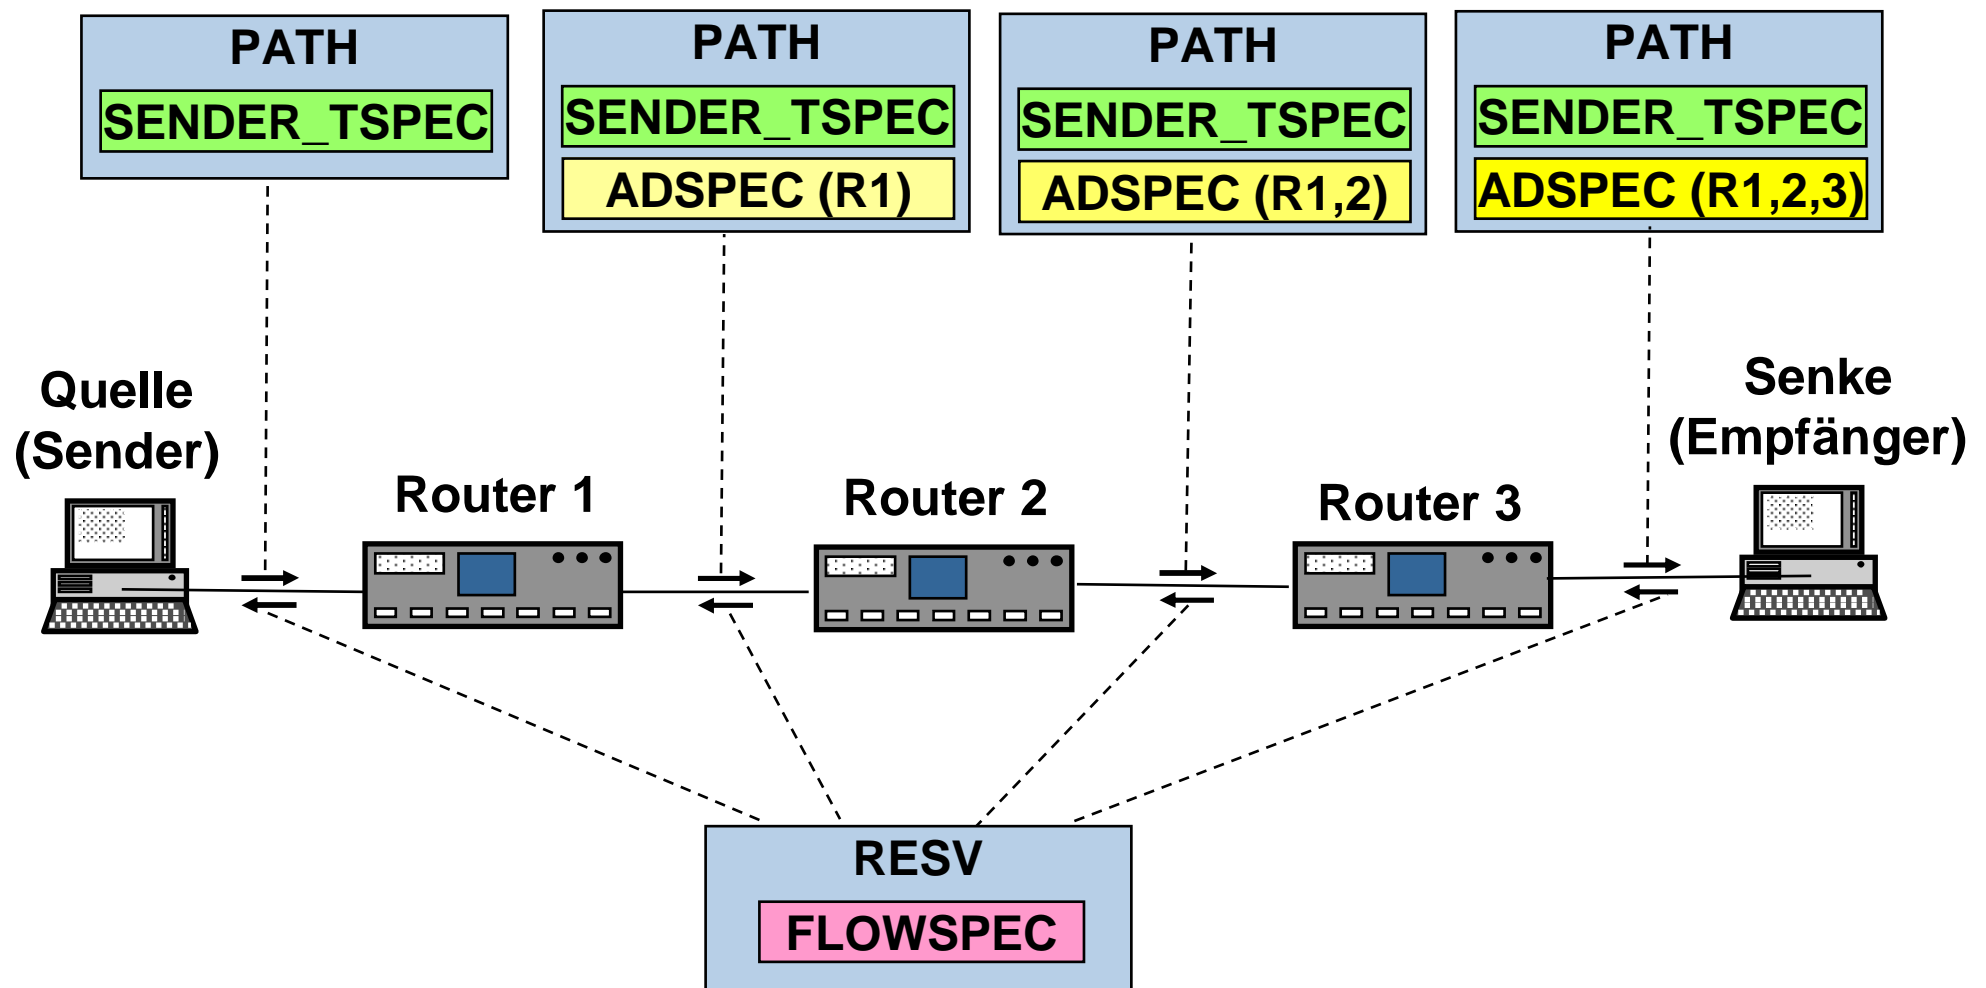 PATH
SENDER_TSPEC
PATH
SENDER_TSPEC
ADSPEC (R1)
PATH
SENDER_TSPEC
ADSPEC (R1,2)
PATH
SENDER_TSPEC
ADSPEC (R1,2,3)
Quelle
(Sender)
Router 1
Router 2
Router 3
Senke
(Empfänger)
RESV
FLOWSPEC